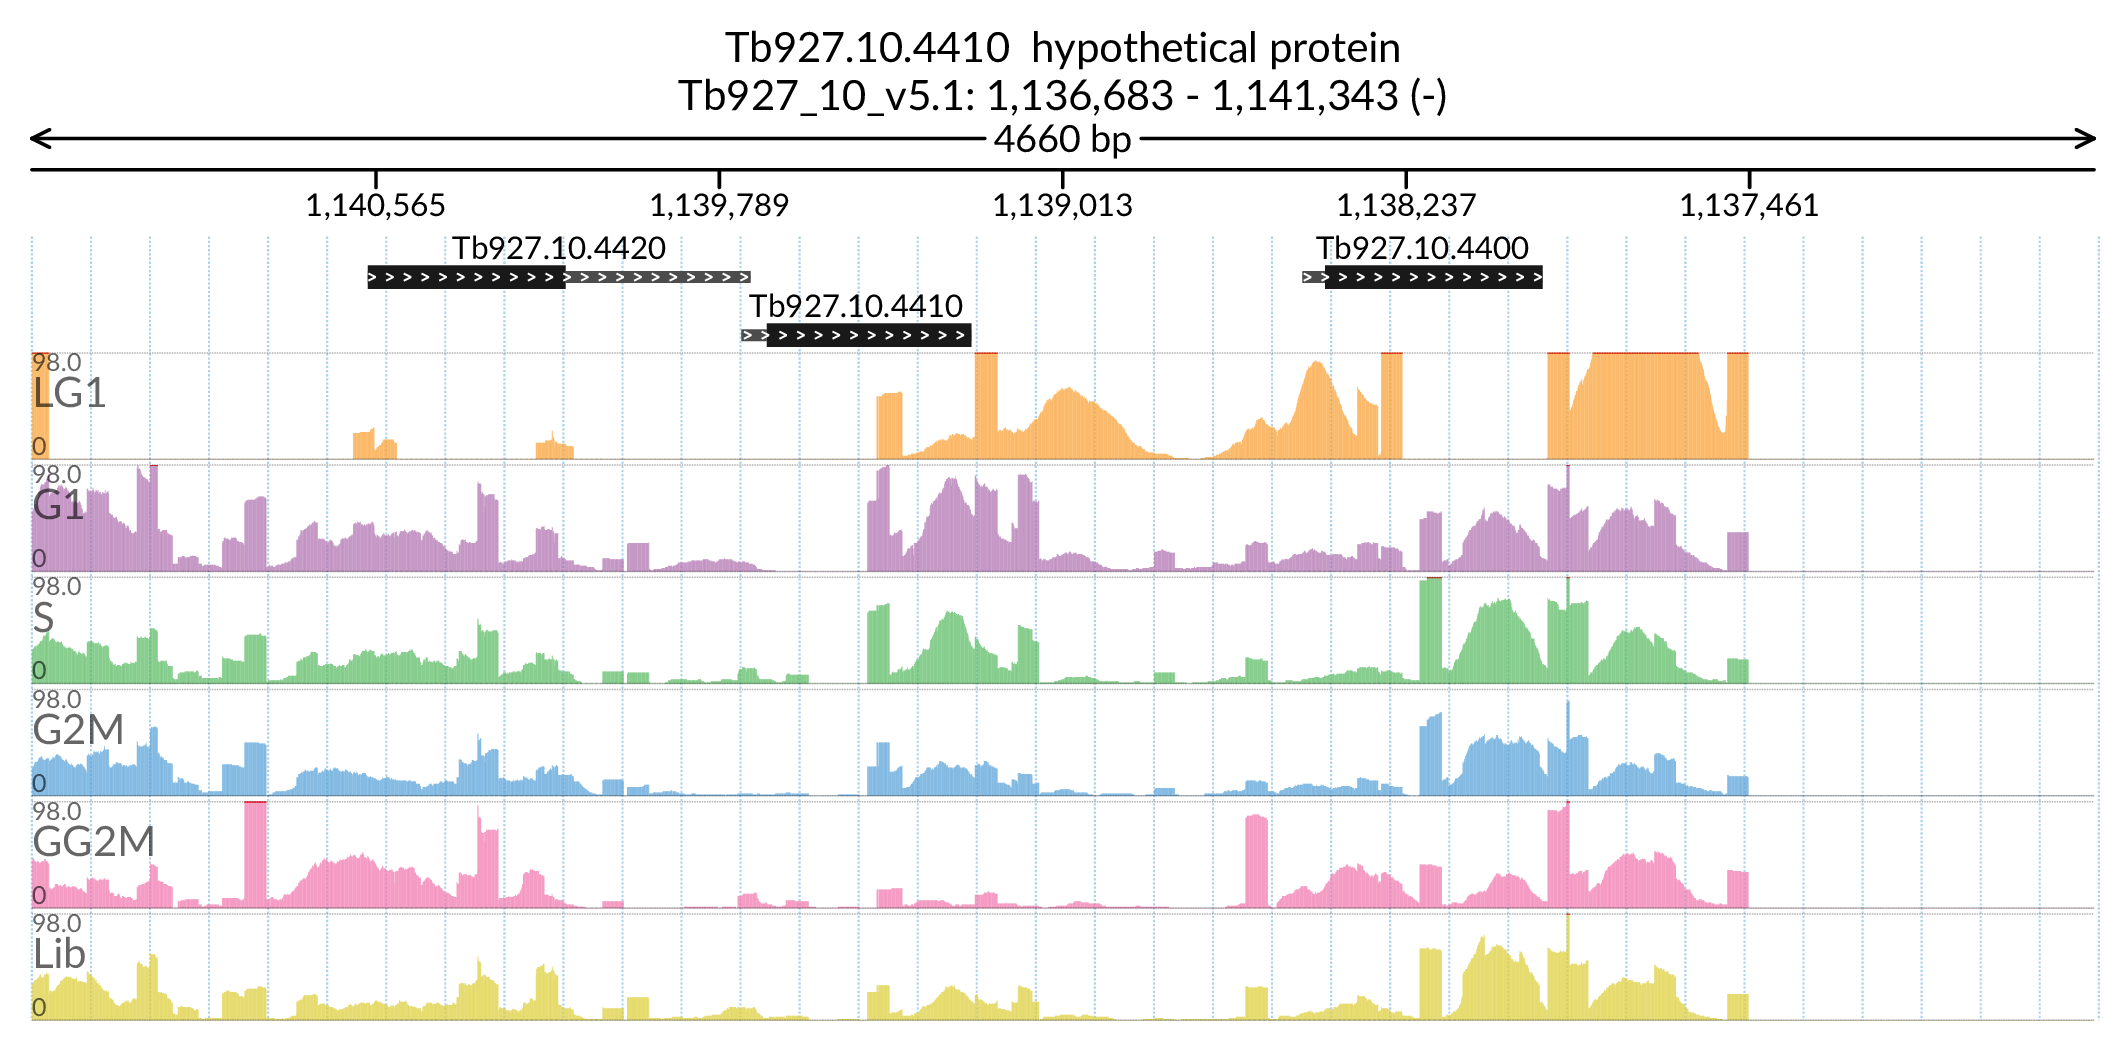 Tb927.10.4410  hypothetical protein
Tb927_10_v5.1: 1,136,683 - 1,141,343 (-)
4660 bp
1,140,565 1,139,789 1,139,013 1,138,237 1,137,461
Tb927.10.4420 Tb927.10.4400
Tb927.10.4410
98.0
LG1
0
98.0
G1
0
98.0
S
0
98.0
G2M
0
98.0
GG2M
0
98.0
Lib
0